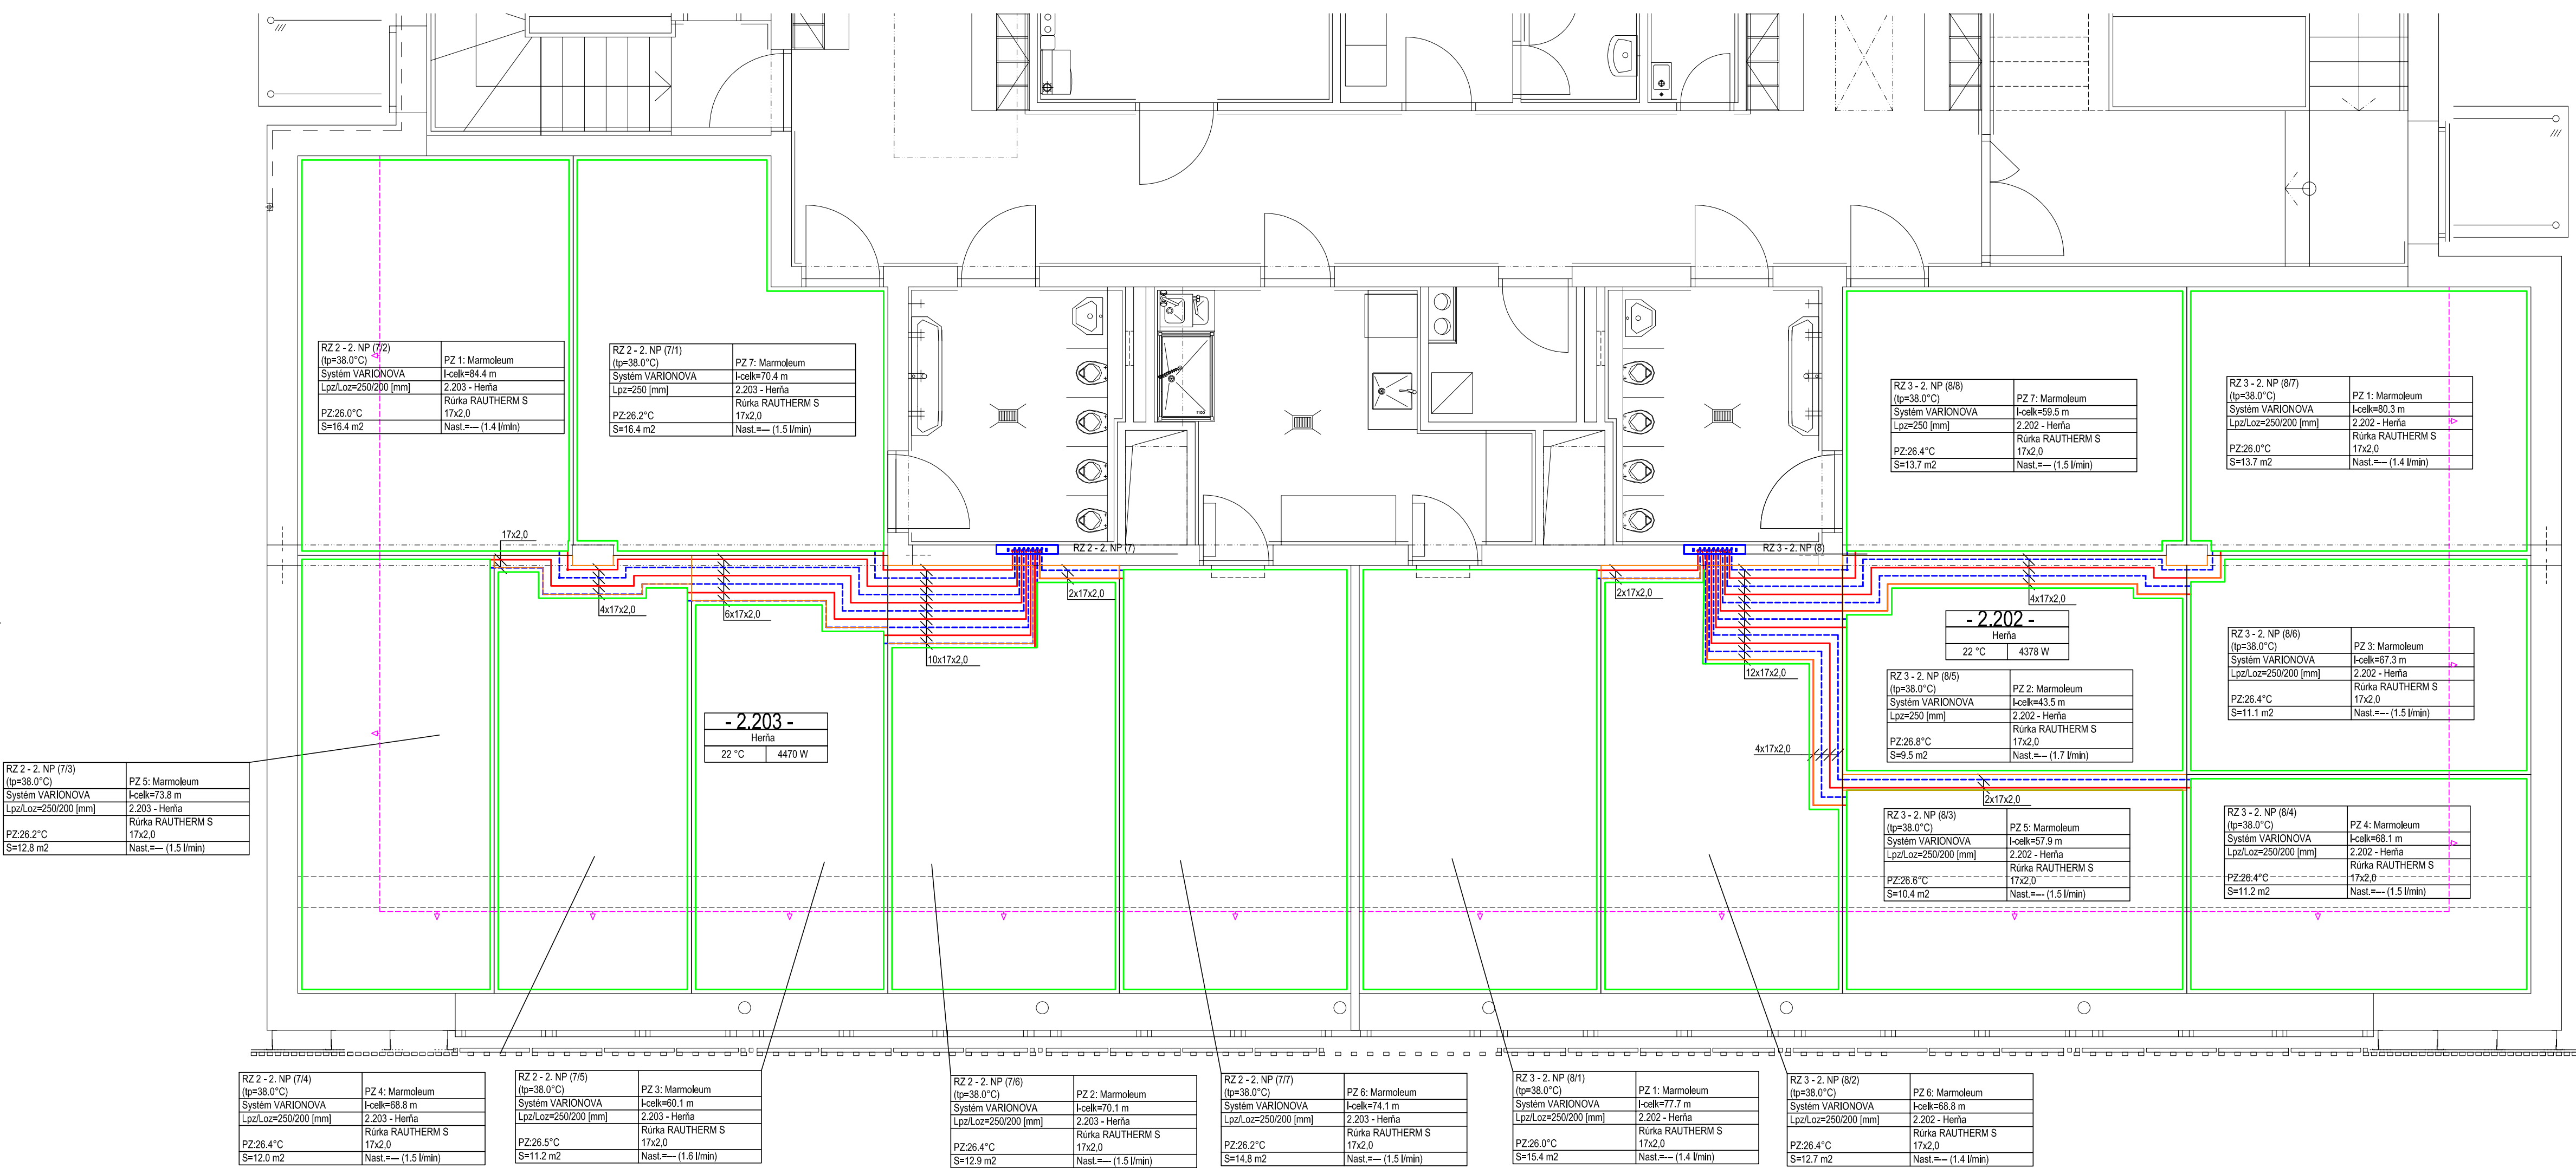 RZ 2 - 2. NP (7/2)
(tp=38.0°C) PZ 1: Marmoleum
Systém VARIONOVA l-celk=84.4 m
Lpz/Loz=250/200 [mm] 2.203 - Herňa
PZ:26.0°C Rúrka RAUTHERM S
17x2,0
S=16.4 m2 Nast.=--- (1.4 l/min)
RZ 2 - 2. NP (7/1)
(tp=38.0°C) PZ 7: Marmoleum
Systém VARIONOVA l-celk=70.4 m
Lpz=250 [mm] 2.203 - Herňa
PZ:26.2°C Rúrka RAUTHERM S
17x2,0
S=16.4 m2 Nast.=--- (1.5 l/min)
RZ 3 - 2. NP (8/8)
(tp=38.0°C) PZ 7: Marmoleum
Systém VARIONOVA l-celk=59.5 m
Lpz=250 [mm] 2.202 - Herňa
PZ:26.4°C Rúrka RAUTHERM S
17x2,0
S=13.7 m2 Nast.=--- (1.5 l/min)
RZ 3 - 2. NP (8/7)
(tp=38.0°C) PZ 1: Marmoleum
Systém VARIONOVA l-celk=80.3 m
Lpz/Loz=250/200 [mm] 2.202 - Herňa
PZ:26.0°C Rúrka RAUTHERM S
17x2,0
S=13.7 m2 Nast.=--- (1.4 l/min)
17x2,0
RZ 2 - 2. NP (7)
RZ 3 - 2. NP (8)
4x17x2,0
6x17x2,0
10x17x2,0
2x17x2,0
2x17x2,0
12x17x2,0
4x17x2,0
- 2.202 -
Herňa
22 °C 4378 W
RZ 3 - 2. NP (8/6)
(tp=38.0°C) PZ 3: Marmoleum
Systém VARIONOVA l-celk=67.3 m
Lpz/Loz=250/200 [mm] 2.202 - Herňa
PZ:26.4°C Rúrka RAUTHERM S
17x2,0
S=11.1 m2 Nast.=--- (1.5 l/min)
RZ 3 - 2. NP (8/5)
(tp=38.0°C) PZ 2: Marmoleum
Systém VARIONOVA l-celk=43.5 m
Lpz=250 [mm] 2.202 - Herňa
PZ:26.8°C Rúrka RAUTHERM S
17x2,0
S=9.5 m2 Nast.=--- (1.7 l/min)
- 2.203 -
Herňa
22 °C 4470 W
4x17x2,0
2x17x2,0
RZ 2 - 2. NP (7/3)
(tp=38.0°C) PZ 5: Marmoleum
Systém VARIONOVA l-celk=73.8 m
Lpz/Loz=250/200 [mm] 2.203 - Herňa
PZ:26.2°C Rúrka RAUTHERM S
17x2,0
S=12.8 m2 Nast.=--- (1.5 l/min)
RZ 3 - 2. NP (8/3)
(tp=38.0°C) PZ 5: Marmoleum
Systém VARIONOVA l-celk=57.9 m
Lpz/Loz=250/200 [mm] 2.202 - Herňa
PZ:26.6°C Rúrka RAUTHERM S
17x2,0
S=10.4 m2 Nast.=--- (1.5 l/min)
RZ 3 - 2. NP (8/4)
(tp=38.0°C) PZ 4: Marmoleum
Systém VARIONOVA l-celk=68.1 m
Lpz/Loz=250/200 [mm] 2.202 - Herňa
PZ:26.4°C Rúrka RAUTHERM S
17x2,0
S=11.2 m2 Nast.=--- (1.5 l/min)
RZ 2 - 2. NP (7/4)
(tp=38.0°C) PZ 4: Marmoleum
Systém VARIONOVA l-celk=68.8 m
Lpz/Loz=250/200 [mm] 2.203 - Herňa
PZ:26.4°C Rúrka RAUTHERM S
17x2,0
S=12.0 m2 Nast.=--- (1.5 l/min)
RZ 2 - 2. NP (7/5)
(tp=38.0°C) PZ 3: Marmoleum
Systém VARIONOVA l-celk=60.1 m
Lpz/Loz=250/200 [mm] 2.203 - Herňa
PZ:26.5°C Rúrka RAUTHERM S
17x2,0
S=11.2 m2 Nast.=--- (1.6 l/min)
RZ 2 - 2. NP (7/6)
(tp=38.0°C) PZ 2: Marmoleum
Systém VARIONOVA l-celk=70.1 m
Lpz/Loz=250/200 [mm] 2.203 - Herňa
PZ:26.4°C Rúrka RAUTHERM S
17x2,0
S=12.9 m2 Nast.=--- (1.5 l/min)
RZ 2 - 2. NP (7/7)
(tp=38.0°C) PZ 6: Marmoleum
Systém VARIONOVA l-celk=74.1 m
Lpz/Loz=250/200 [mm] 2.203 - Herňa
PZ:26.2°C Rúrka RAUTHERM S
17x2,0
S=14.8 m2 Nast.=--- (1.5 l/min)
RZ 3 - 2. NP (8/1)
(tp=38.0°C) PZ 1: Marmoleum
Systém VARIONOVA l-celk=77.7 m
Lpz/Loz=250/200 [mm] 2.202 - Herňa
PZ:26.0°C Rúrka RAUTHERM S
17x2,0
S=15.4 m2 Nast.=--- (1.4 l/min)
RZ 3 - 2. NP (8/2)
(tp=38.0°C) PZ 6: Marmoleum
Systém VARIONOVA l-celk=68.8 m
Lpz/Loz=250/200 [mm] 2.202 - Herňa
PZ:26.4°C Rúrka RAUTHERM S
17x2,0
S=12.7 m2 Nast.=--- (1.4 l/min)